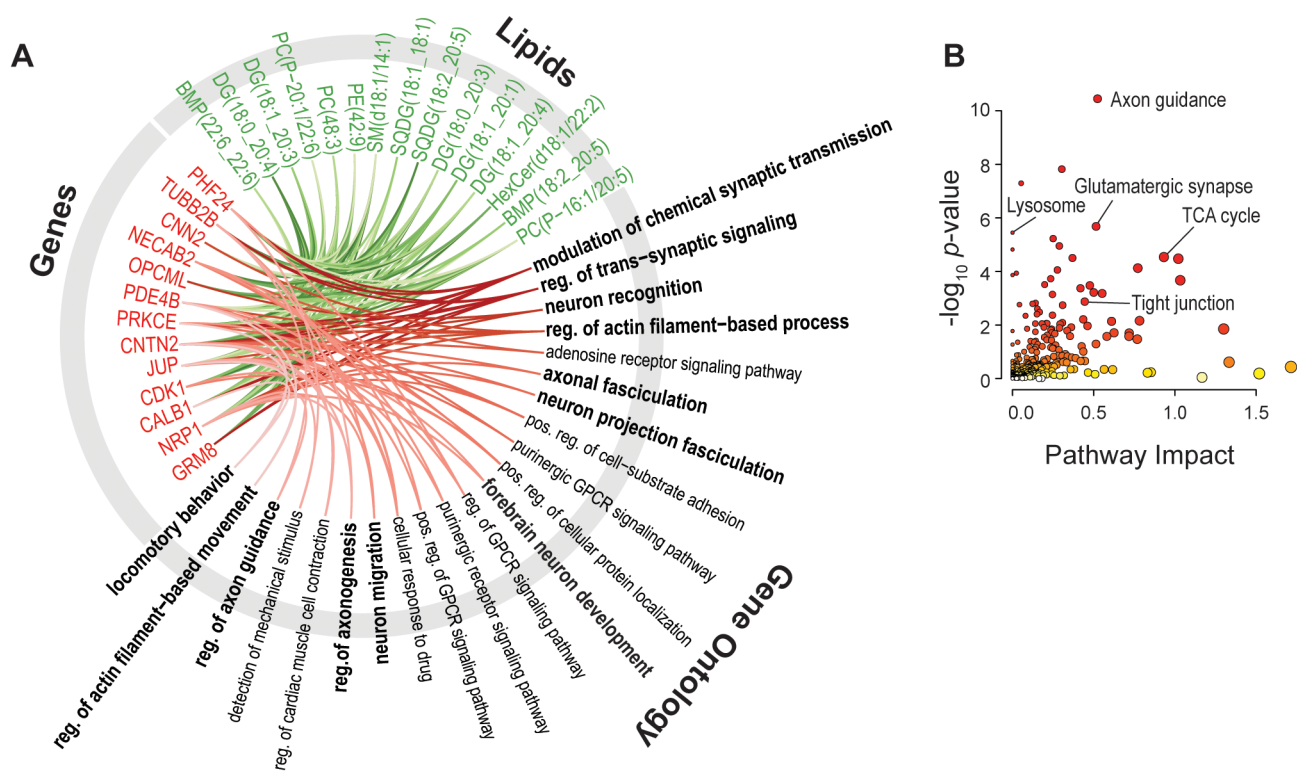 A
Lipids
Genes
Gene Ontology
BMP(22:6_22:6)
DG(18:0_20:4)
DG(18:1_20:3)
PC(P−20:1/22:6)
PC(48:3)
PE(42:9)
SM(d18:1/14:1)
SQDG(18:1_18:1)
SQDG(18:2_20:5)
DG(18:0_20:3)
DG(18:1_20:1)
DG(18:1_20:4)
HexCer(d18:1/22:2)
BMP(18:2_20:5)
PC(P−16:1/20:5)
modulation of chemical synaptic transmission
reg. of trans−synaptic signaling
neuron recognition
reg. of actin filament−based process
adenosine receptor signaling pathway
axonal fasciculation
neuron projection fasciculation
pos. reg. of cell−substrate adhesion
purinergic GPCR signaling pathway
pos. reg. of cellular protein localization
forebrain neuron development
reg. of GPCR signaling pathway
purinergic receptor signaling pathway
pos. reg. of GPCR signaling pathway
cellular response to drug
neuron migration
reg.of axonogenesis
reg. of cardiac muscle cell contraction
detection of mechanical stimulus
reg. of axon guidance
reg. of actin filament−based movement
locomotory behavior
PHF24
TUBB2B
CNN2
NECAB2
OPCML
PDE4B
PRKCE
CNTN2
JUP
CDK1
CALB1
NRP1
GRM8
B
-log10 p-value
10
8
6
4
2
0
Axon guidance
Glutamatergic synapse
Lysosome
TCA cycle
Tight junction
0.0
0.5
1.0
1.5
Pathway Impact